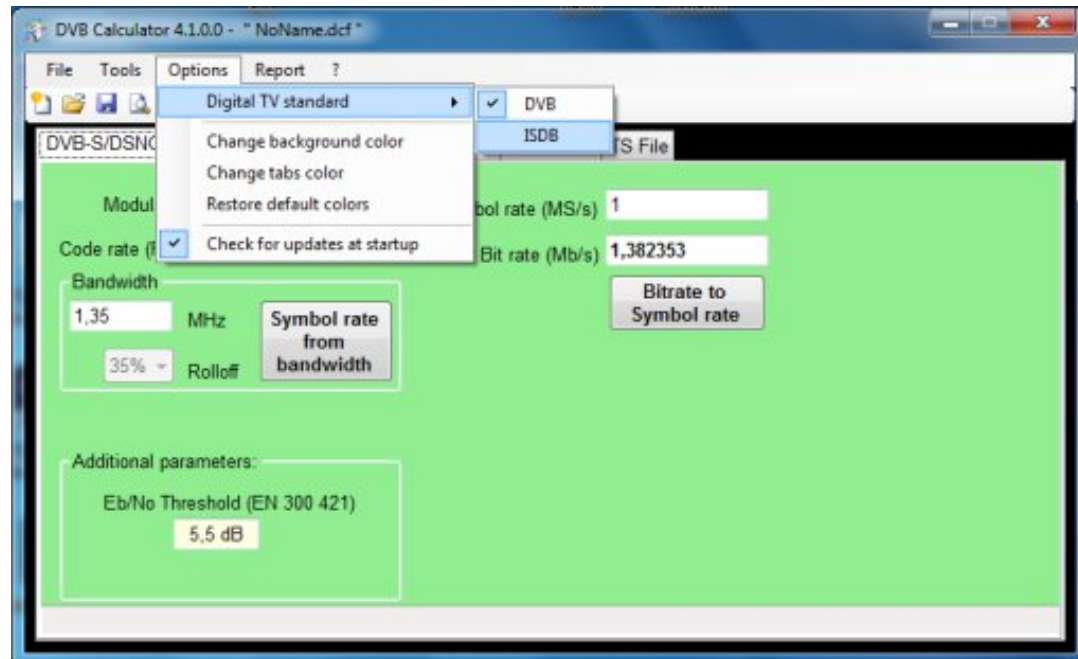 DVB Calculator 4.1.0.0 - " NoName.dcf "
File Tools Options Report ?
Digital TV standard
DVB
ISDB
Change background color
Change tabs color
Restore default colors
Check for updates at startup
DVB-S/DSNG
TS File
Modul
bol rate (MS/s) 1
Code rate (
Bit rate (Mb/s) 1,382353
Bandwidth
1,35 MHz
35% Rolloff
Symbol rate
from
bandwidth
Bitrate to
Symbol rate
Additional parameters:
Eb/No Threshold (EN 300 421)
5,5 dB